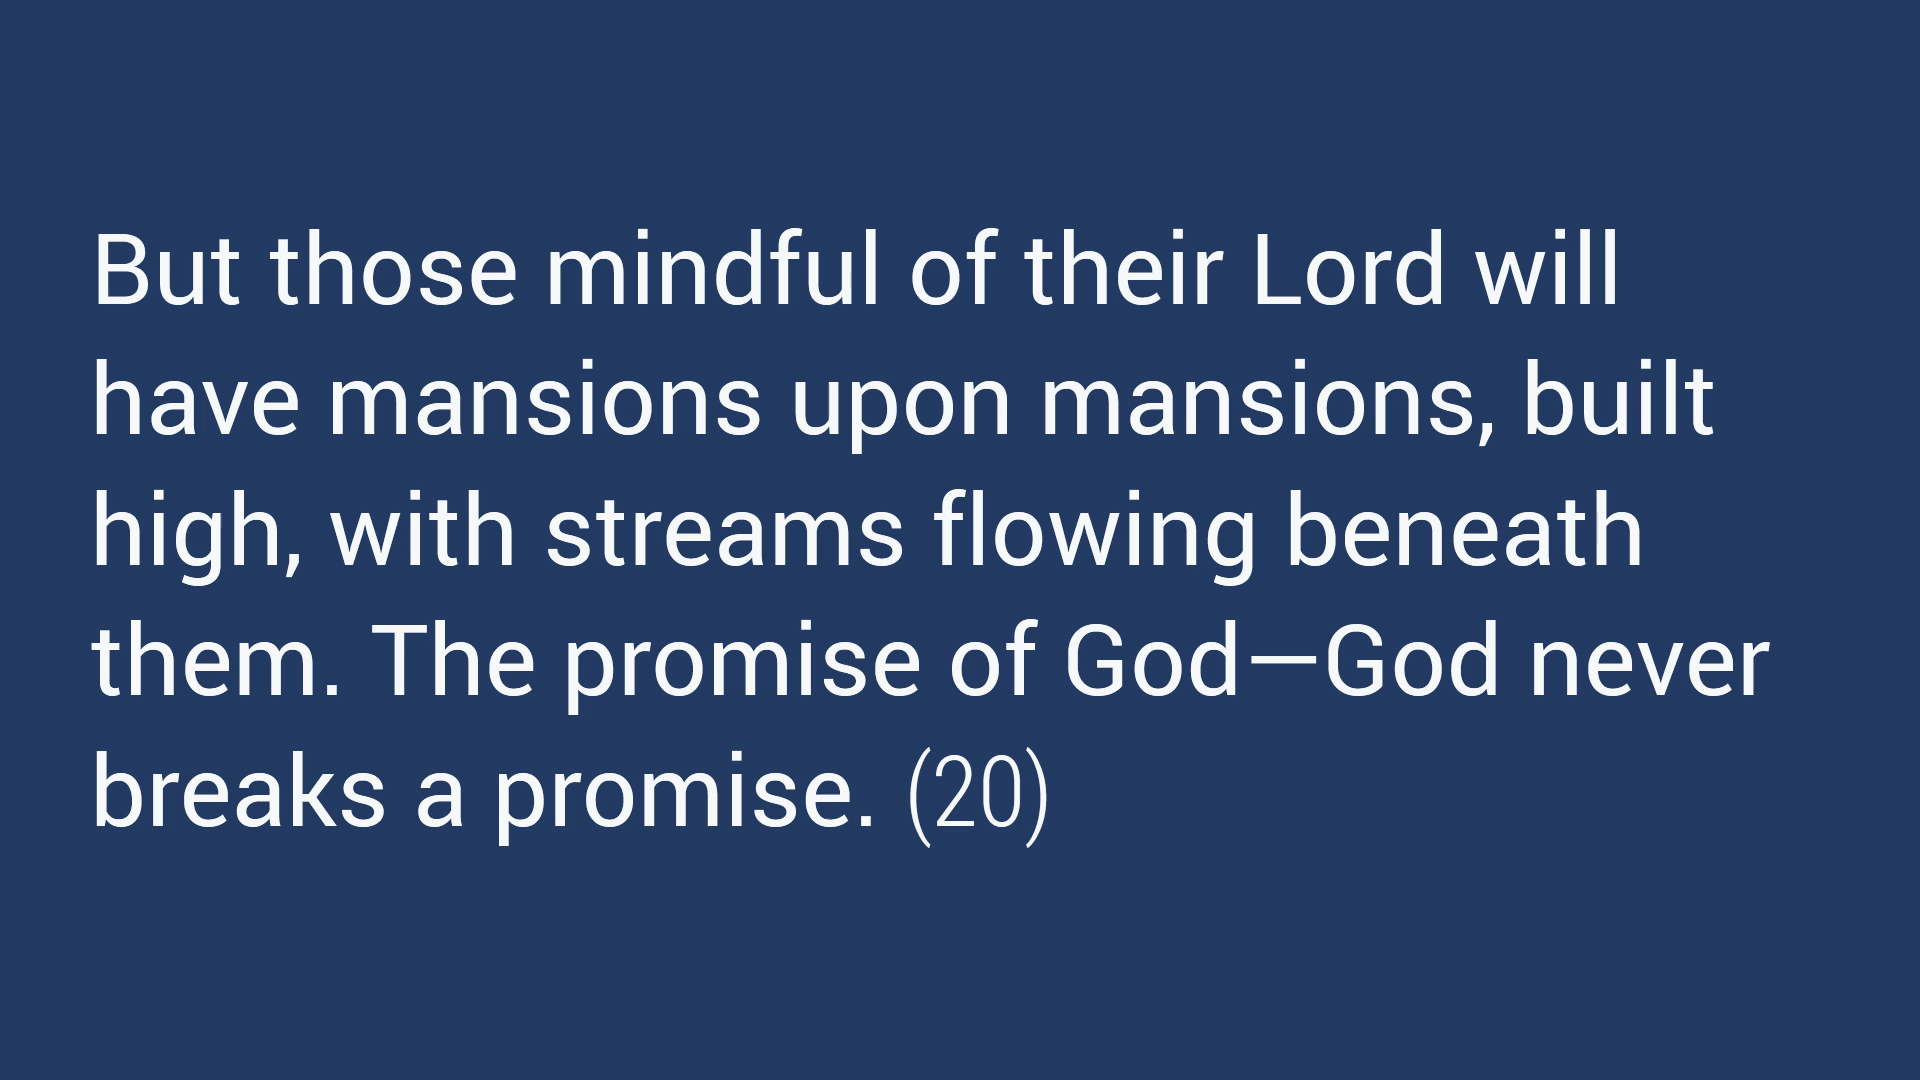 But those mindful of their Lord will
have mansions upon mansions, built
high, with streams flowing beneath
them. The promise of God—God never
breaks a promise. (20)